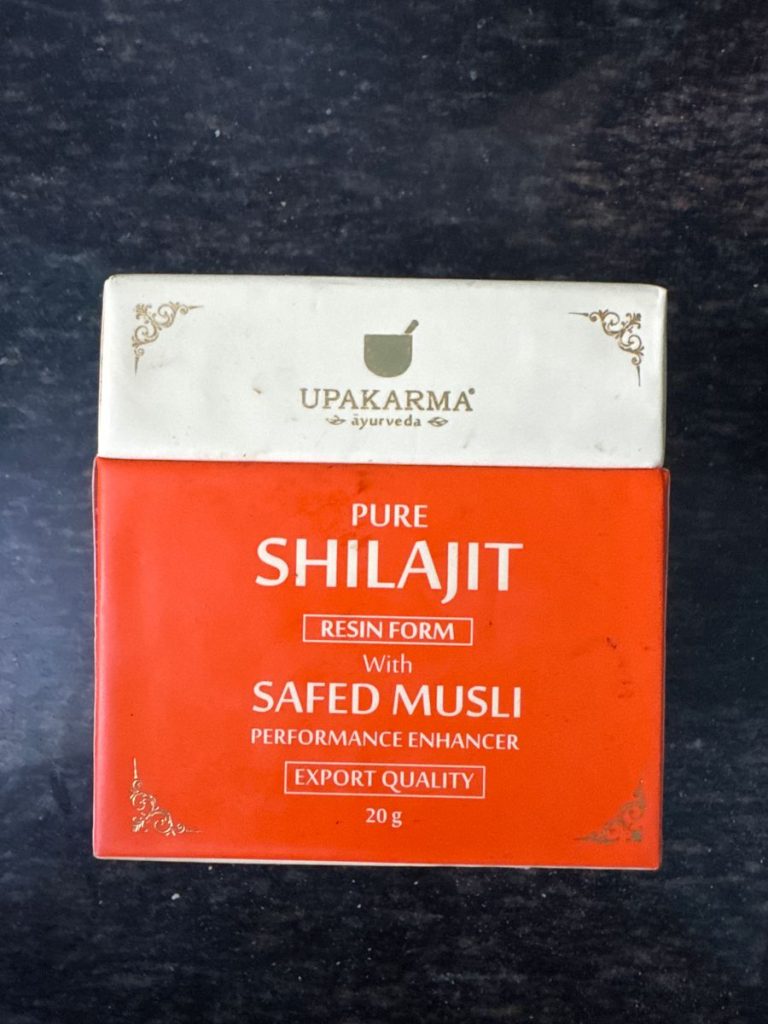 UPAKARMA®
āyurveda
PURE
SHILAJIT
RESIN FORM
With
SAFED MUSLI
PERFORMANCE ENHANCER
EXPORT QUALITY
20 g